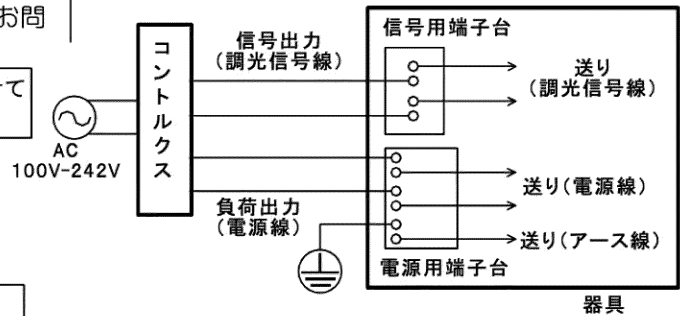 お問
て
信号用端子台
信号出力
(調光信号線)
送り
(調光信号線)
コントルクス
AC
100V-242V
負荷出力
(電源線)
送り(電源線)
送り(アース線)
電源用端子台
器具